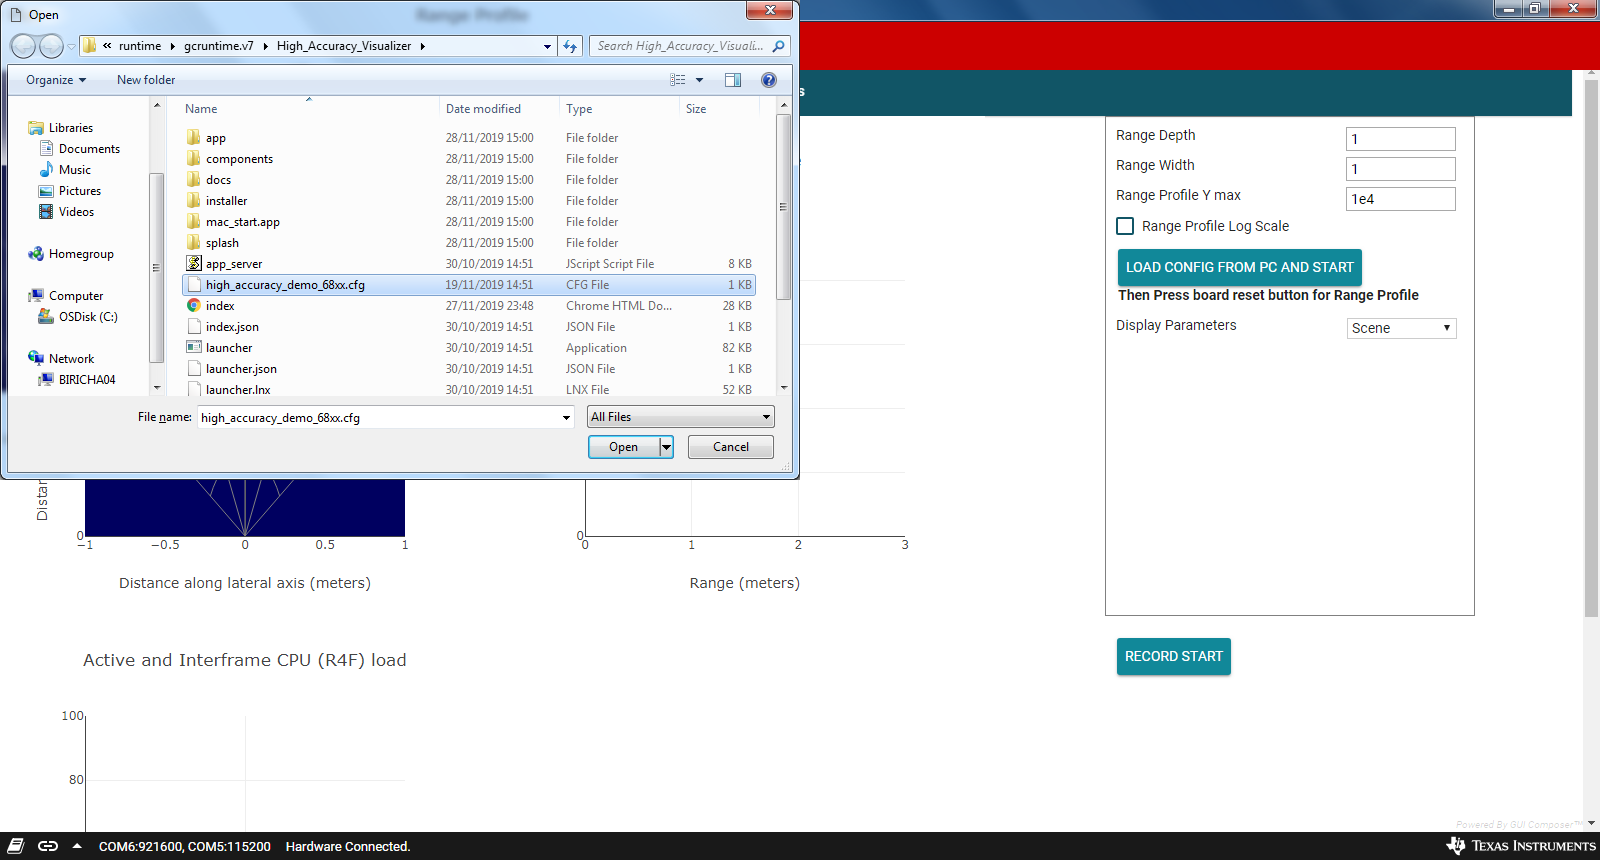 Open
Range Profile
« runtime gcruntime.v7 High_Accuracy_Visualizer
Search High_Accuracy_Visuali...
Organize New folder
Name Date modified Type Size
Libraries
Documents
Music
Pictures
Videos
Homegroup
Computer
OSDisk (C:)
Network
BIRICHA04
app 28/11/2019 15:00 File folder
components 28/11/2019 15:00 File folder
docs 28/11/2019 15:00 File folder
installer 28/11/2019 15:00 File folder
mac_start.app 28/11/2019 15:00 File folder
splash 28/11/2019 15:00 File folder
app_server 30/10/2019 14:51 JScript Script File 8 KB
high_accuracy_demo_68xx.cfg 19/11/2019 14:51 CFG File 1 KB
index 27/11/2019 23:48 Chrome HTML Do... 28 KB
index.json 30/10/2019 14:51 JSON File 1 KB
launcher 30/10/2019 14:51 Application 82 KB
launcher.json 30/10/2019 14:51 JSON File 1 KB
launcher.lnx 30/10/2019 14:51 LNX File 52 KB
File name: high_accuracy_demo_68xx.cfg All Files
Open Cancel
s
Range Depth 1
Range Width 1
Range Profile Y max 1e4
Range Profile Log Scale
LOAD CONFIG FROM PC AND START
Then Press board reset button for Range Profile
Display Parameters Scene
RECORD START
Distan
0
−1 −0.5 0 0.5 1
Distance along lateral axis (meters)
0
0 1 2 3
Range (meters)
Active and Interframe CPU (R4F) load
100
80
Powered By GUI Composer™
COM6:921600, COM5:115200 Hardware Connected.
TEXAS INSTRUMENTS